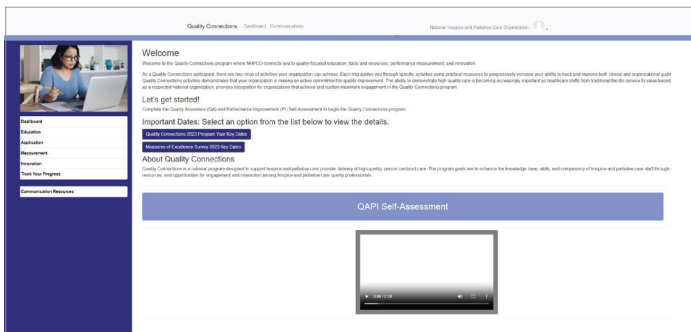 Quality Connections Dashboard Communications
National Hospice and Palliative Care Organization -
Welcome
Welcome to the Quality Connections program where NHPCO connects you to quality focused education, tools and resources, performance measurement, and innovation.
As a Quality Connections participant, there are four rings of activities your organization can achieve. Each ring guides you through specific activities using practical resources to progressively increase your ability to track and improve both clinical and organizational quali
Quality Connections activities demonstrates that your organization is making an active commitment to quality improvement. The ability to demonstrate high quality care is becoming increasingly important as healthcare shifts from traditional fee-for-service to value-based
as a respected national organization, provides recognition for organizations that achieve and sustain engagement in the Quality Connections program.
Let's get started!
Complete the Quality Assurance (QA) and Performance Improvement (PI) Self-Assessment to begin the Quality Connections program
Important Dates: Select an option from the list below to view the details.
Quality Connections 2023 Program Year Key Dates
Measures of Excellence Survey 2023 Key Dates
About Quality Connections
Quality Connections is a national program designed to support hospice and palliative care provider delivery of high-quality, person-centered care. The program goals are to enhance the knowledge base, skills, and competency of hospice and palliative care staff through
resources, and opportunities for engagement and interaction among hospice and palliative care quality professionals.
Dashboard
Education
Application
Measurement
Innovation
Track Your Progress
Communication Resources
QAPI Self-Assessment